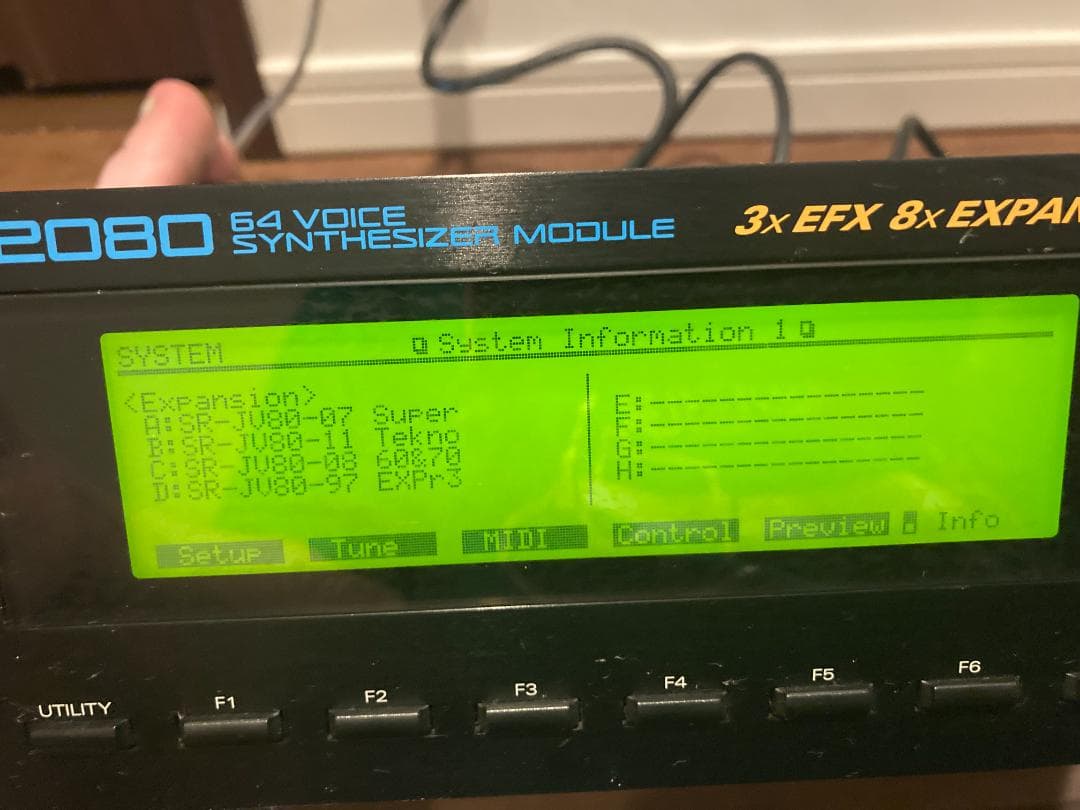 2080 64 VOICE
SYNTHESIZER MODULE
3x EFX 8x EXPAN
SYSTEM
System Information 1
<Expansion>
A:SR-JV80-07 Super
B:SR-JV80-11 Tekno
C:SR-JV80-08 60&70
D:SR-JV80-97 EXPr3
E:----------------
F:----------------
G:----------------
H:----------------
Setup Tune MIDI Control Preview Info
UTILITY F1 F2 F3 F4 F5 F6